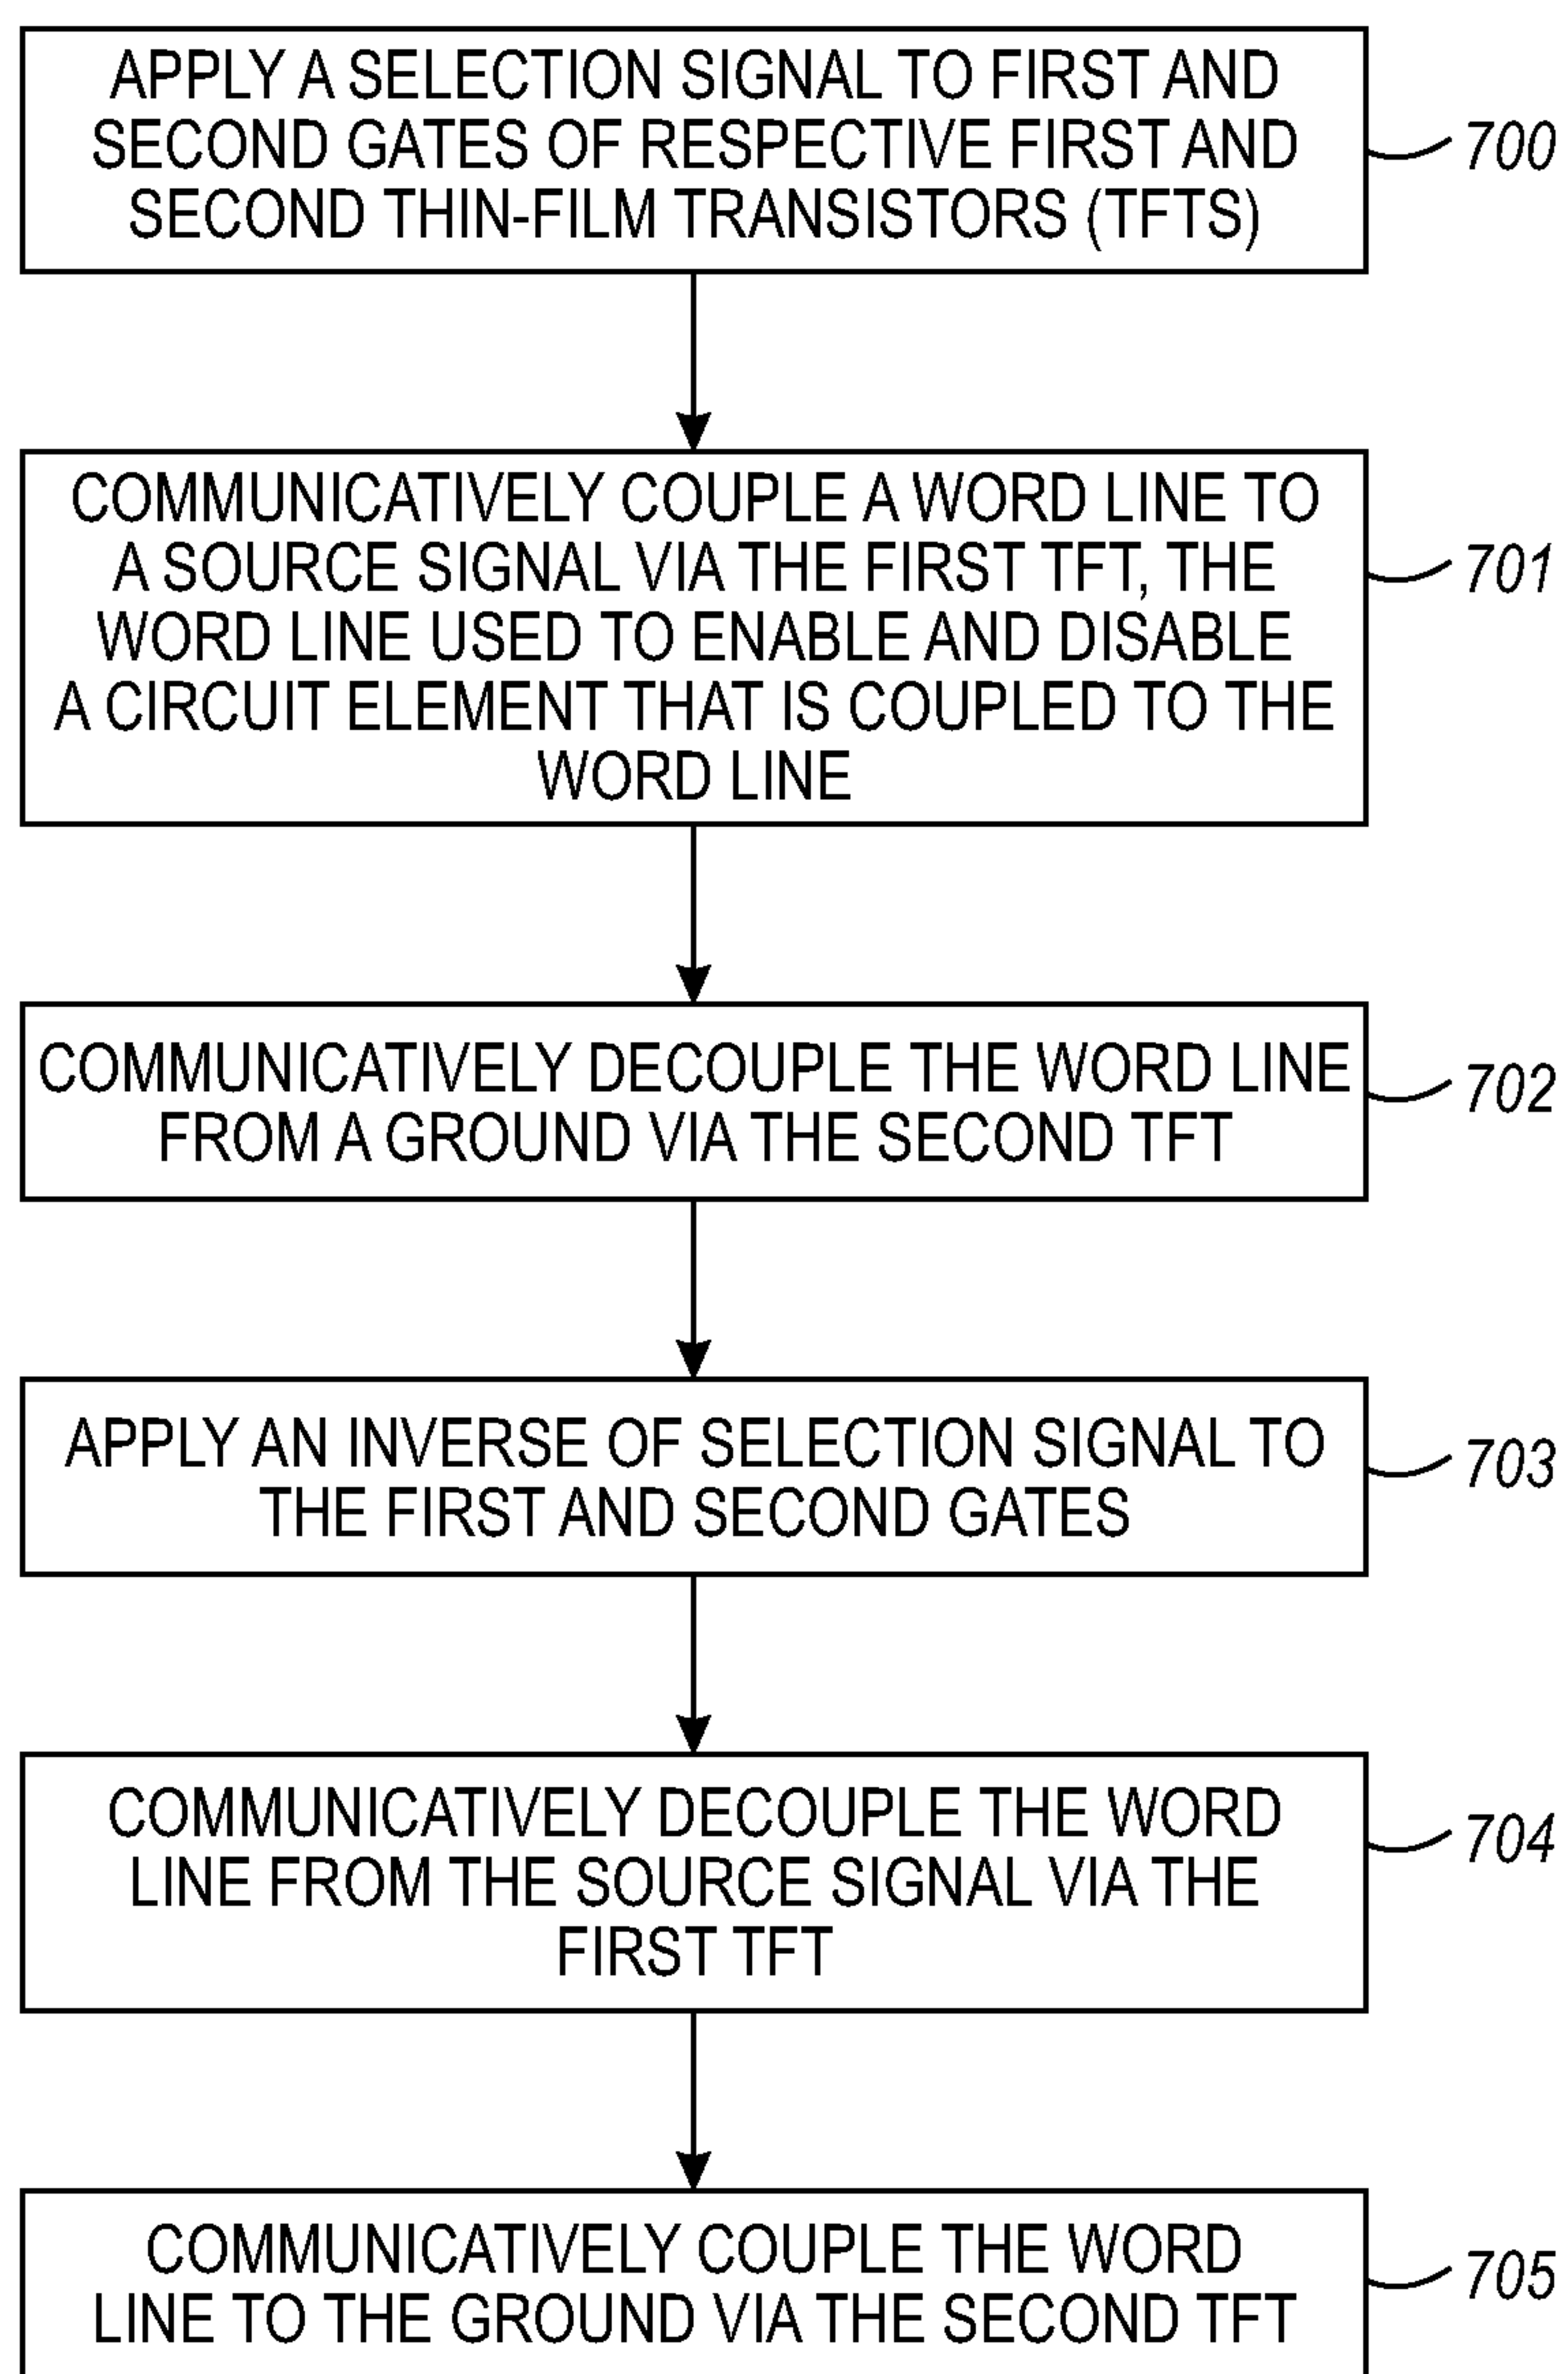 APPLY A SELECTION SIGNAL TO FIRST AND
SECOND GATES OF RESPECTIVE FIRST AND
SECOND THIN-FILM TRANSISTORS (TFTS)
700
COMMUNICATIVELY COUPLE A WORD LINE TO
A SOURCE SIGNAL VIA THE FIRST TFT, THE
WORD LINE USED TO ENABLE AND DISABLE
A CIRCUIT ELEMENT THAT IS COUPLED TO THE
WORD LINE
701
COMMUNICATIVELY DECOUPLE THE WORD LINE
FROM A GROUND VIA THE SECOND TFT
702
APPLY AN INVERSE OF SELECTION SIGNAL TO
THE FIRST AND SECOND GATES
703
COMMUNICATIVELY DECOUPLE THE WORD
LINE FROM THE SOURCE SIGNAL VIA THE
FIRST TFT
704
COMMUNICATIVELY COUPLE THE WORD
LINE TO THE GROUND VIA THE SECOND TFT
705